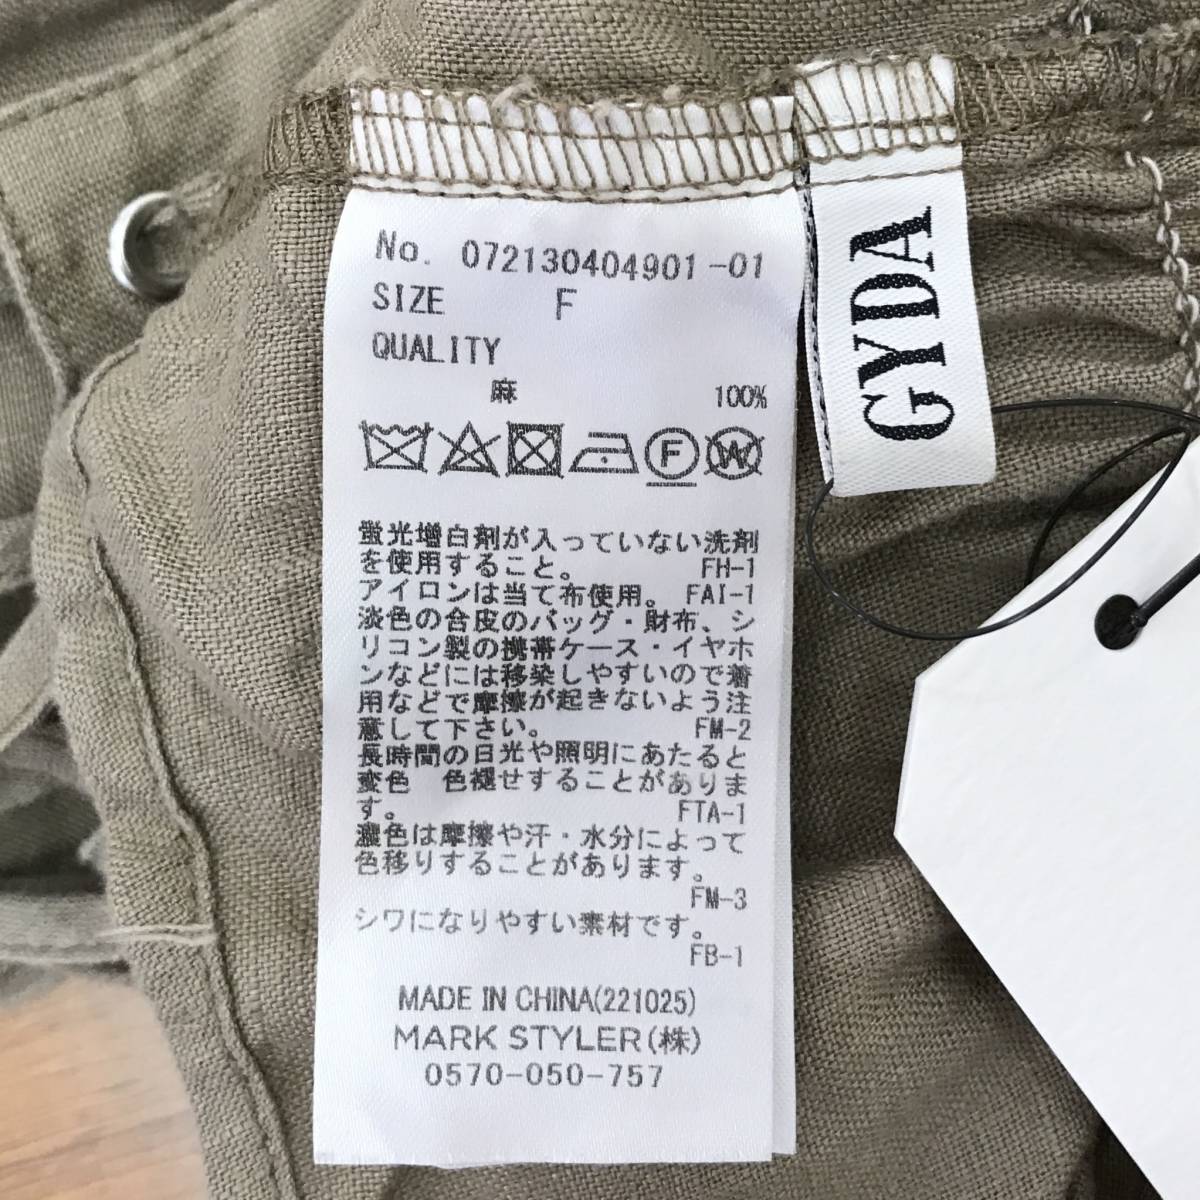 No. 072130404901-01
SIZE F
QUALITY
麻 100%
F
W
蛍光増白剤が入っていない洗剤
を使用すること。 FH-1
アイロンは当て布使用。 FAI-1
淡色の合皮のバッグ・財布、シ
リコン製の携帯ケース・イヤホ
ンなどには移染しやすいので着
用などで摩擦が起きないよう注
意して下さい。 FM-2
長時間の日光や照明にあたると
変色 色褪せすることがありま
す。 FTA-1
濃色は摩擦や汗・水分によって
色移りすることがあります。
FM-3
シワになりやすい素材です。
FB-1
MADE IN CHINA(221025)
MARK STYLER(株)
0570-050-757
GYDA